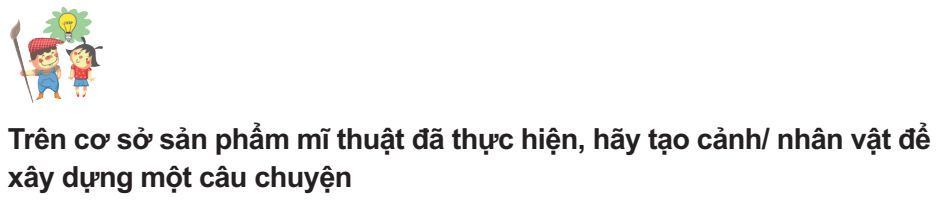 Trên cơ sở sản phẩm mĩ thuật đã thực hiện, hãy tạo cảnh/ nhân vật để
xây dựng một câu chuyện